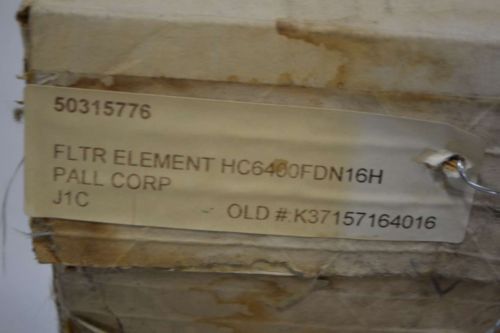 50315776
FLTR ELEMENT HC6400FDN16H
PALL CORP
J1C
OLD #:K37157164016